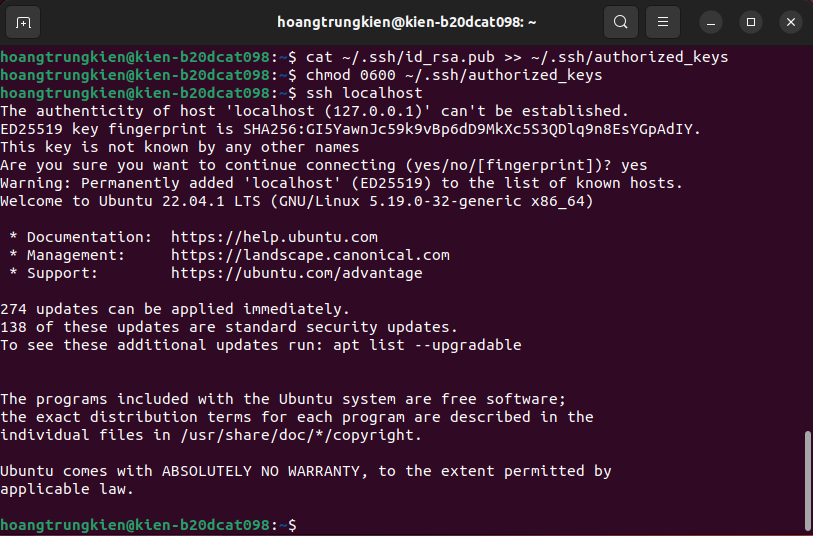 hoangtrungkien@kien-b20dcat098: ~
hoangtrungkien@kien-b20dcat098:~$ cat ~/.ssh/id_rsa.pub >> ~/.ssh/authorized_keys
hoangtrungkien@kien-b20dcat098:~$ chmod 0600 ~/.ssh/authorized_keys
hoangtrungkien@kien-b20dcat098:~$ ssh localhost
The authenticity of host 'localhost (127.0.0.1)' can't be established.
ED25519 key fingerprint is SHA256:GI5YawnJc59k9vBp6dD9MkXc5S3QDlq9n8EsYGpAdIY.
This key is not known by any other names
Are you sure you want to continue connecting (yes/no/[fingerprint])? yes
Warning: Permanently added 'localhost' (ED25519) to the list of known hosts.
Welcome to Ubuntu 22.04.1 LTS (GNU/Linux 5.19.0-32-generic x86_64)
* Documentation:  https://help.ubuntu.com
* Management:     https://landscape.canonical.com
* Support:        https://ubuntu.com/advantage
274 updates can be applied immediately.
138 of these updates are standard security updates.
To see these additional updates run: apt list --upgradable
The programs included with the Ubuntu system are free software;
the exact distribution terms for each program are described in the
individual files in /usr/share/doc/*/copyright.
Ubuntu comes with ABSOLUTELY NO WARRANTY, to the extent permitted by
applicable law.
hoangtrungkien@kien-b20dcat098:~$